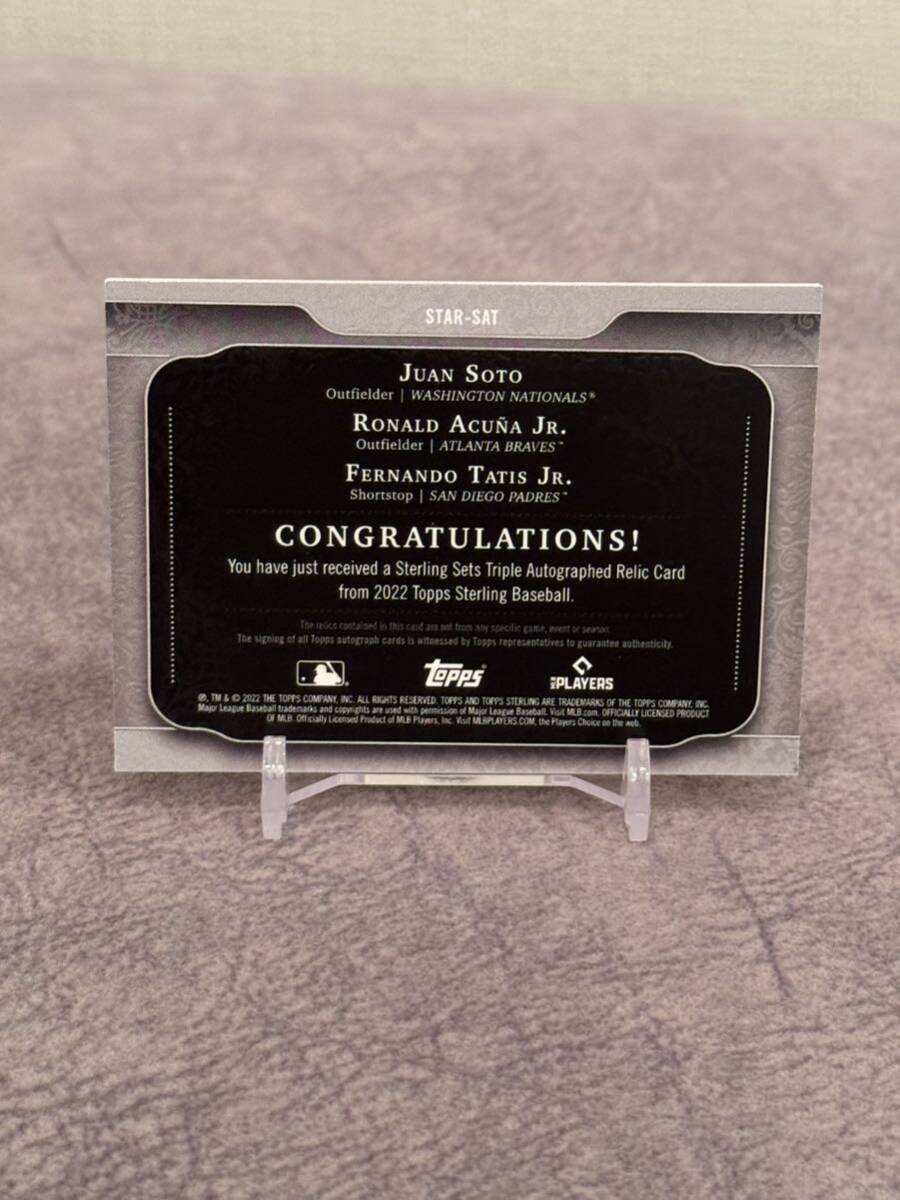 STAR-SAT
JUAN SOTO
Outfielder | WASHINGTON NATIONALS®
RONALD ACUÑA JR.
Outfielder | ATLANTA BRAVES™
FERNANDO TATIS JR.
Shortstop | SAN DIEGO PADRES™
CONGRATULATIONS!
You have just received a Sterling Sets Triple Autographed Relic Card
from 2022 Topps Sterling Baseball.
The relics contained in this card are not from any specific game, event or season.
The signing of all Topps autograph cards is witnessed by Topps representatives to guarantee authenticity.
topps®
MLB PLAYERS
®, TM & © 2022 THE TOPPS COMPANY, INC. ALL RIGHTS RESERVED. TOPPS AND TOPPS STERLING ARE TRADEMARKS OF THE TOPPS COMPANY, INC.
Major League Baseball trademarks and copyrights are used with permission of Major League Baseball. Visit MLB.com. OFFICIALLY LICENSED PRODUCT
OF MLB. Officially Licensed Product of MLB Players, Inc. Visit MLBPLAYERS.COM, the Players Choice on the web.